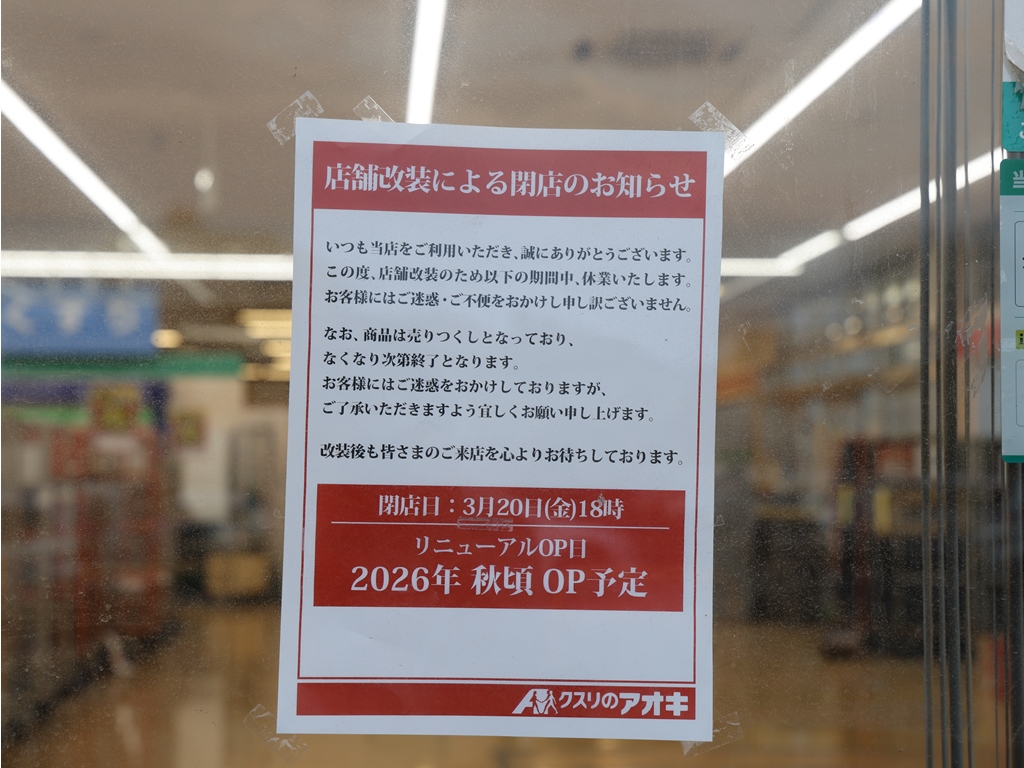 店舗改装による閉店のお知らせ
いつも当店をご利用いただき、誠にありがとうございます。
この度、店舗改装のため以下の期間中、休業いたします。
お客様にはご迷惑・ご不便をおかけし申し訳ございません。
なお、商品は売りつくしとなっており、
なくなり次第終了となります。
お客様にはご迷惑をおかけしておりますが、
ご了承いただきますよう宜しくお願い申し上げます。
改装後も皆さまのご来店を心よりお待ちしております。
閉店日：3月20日(金)18時
リニューアルOP日
2026年 秋頃 OP予定
クスリのアオキ
当